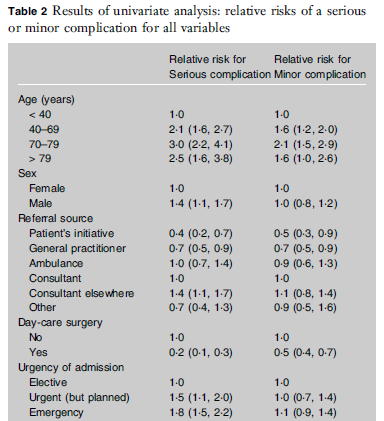 Table 2 Results of univariate analysis: relative risks of a serious
or minor complication for all variables
Relative risk for Relative risk for
Serious complication Minor complication
Age (years)
< 40 1·0 1·0
40–69 2·1 (1·6, 2·7) 1·6 (1·2, 2·0)
70–79 3·0 (2·2, 4·1) 2·1 (1·5, 2·9)
> 79 2·5 (1·6, 3·8) 1·6 (1·0, 2·6)
Sex
Female 1·0 1·0
Male 1·4 (1·1, 1·7) 1·0 (0·8, 1·2)
Referral source
Patient's initiative 0·4 (0·2, 0·7) 0·5 (0·3, 0·9)
General practitioner 0·7 (0·5, 0·9) 0·7 (0·5, 0·9)
Ambulance 1·0 (0·7, 1·4) 0·9 (0·6, 1·3)
Consultant 1·0 1·0
Consultant elsewhere 1·4 (1·1, 1·7) 1·1 (0·8, 1·4)
Other 0·7 (0·4, 1·3) 0·9 (0·5, 1·6)
Day-care surgery
No 1·0 1·0
Yes 0·2 (0·1, 0·3) 0·5 (0·4, 0·7)
Urgency of admission
Elective 1·0 1·0
Urgent (but planned) 1·5 (1·1, 2·0) 1·0 (0·7, 1·4)
Emergency 1·8 (1·5, 2·2) 1·1 (0·9, 1·4)